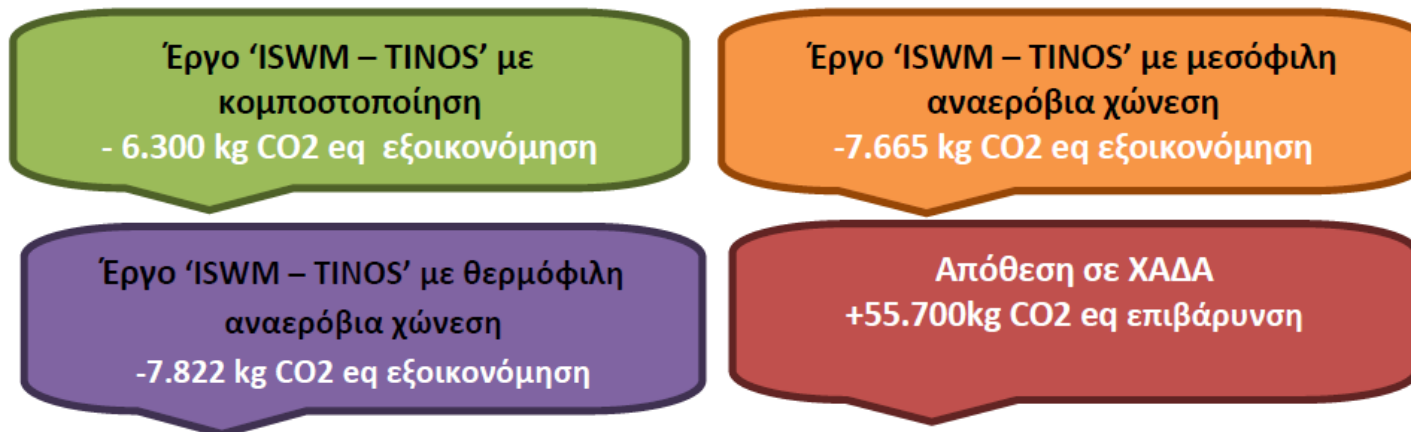 Έργο ‘ISWM – TINOS’ με
κομποστοποίηση
- 6.300 kg CO2 eq εξοικονόμηση
Έργο ‘ISWM – TINOS’ με μεσόφιλη
αναερόβια χώνεση
-7.665 kg CO2 eq εξοικονόμηση
Έργο ‘ISWM – TINOS’ με θερμόφιλη
αναερόβια χώνεση
-7.822 kg CO2 eq εξοικονόμηση
Απόθεση σε ΧΑΔΑ
+55.700kg CO2 eq επιβάρυνση